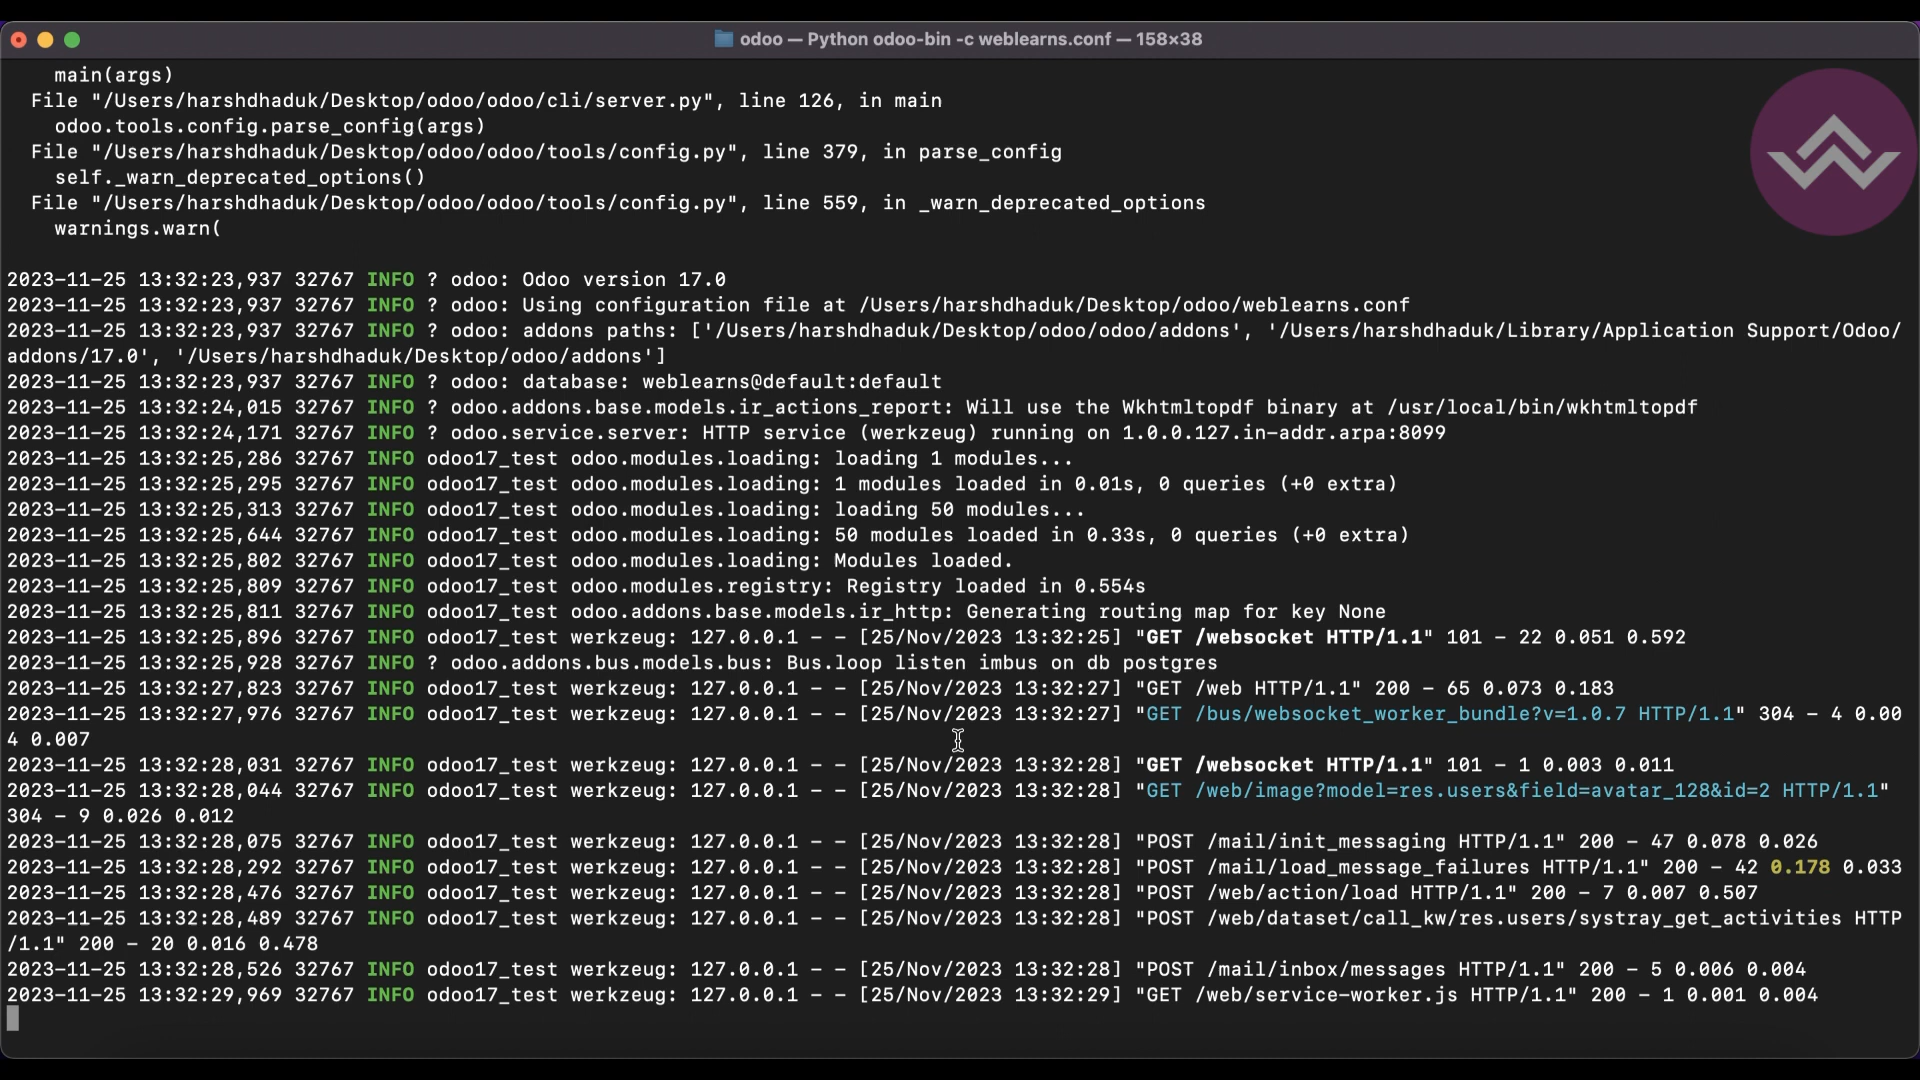 odoo — Python odoo-bin -c weblearns.conf — 158×38
main(args)
File "/Users/harshdhaduk/Desktop/odoo/odoo/cli/server.py", line 126, in main
odoo.tools.config.parse_config(args)
File "/Users/harshdhaduk/Desktop/odoo/odoo/tools/config.py", line 379, in parse_config
self._warn_deprecated_options()
File "/Users/harshdhaduk/Desktop/odoo/odoo/tools/config.py", line 559, in _warn_deprecated_options
warnings.warn(
2023-11-25 13:32:23,937 32767 INFO ? odoo: Odoo version 17.0
2023-11-25 13:32:23,937 32767 INFO ? odoo: Using configuration file at /Users/harshdhaduk/Desktop/odoo/weblearns.conf
2023-11-25 13:32:23,937 32767 INFO ? odoo: addons paths: ['/Users/harshdhaduk/Desktop/odoo/odoo/addons', '/Users/harshdhaduk/Library/Application Support/Odoo/
addons/17.0', '/Users/harshdhaduk/Desktop/odoo/addons']
2023-11-25 13:32:23,937 32767 INFO ? odoo: database: weblearns@default:default
2023-11-25 13:32:24,015 32767 INFO ? odoo.addons.base.models.ir_actions_report: Will use the Wkhtmltopdf binary at /usr/local/bin/wkhtmltopdf
2023-11-25 13:32:24,171 32767 INFO ? odoo.service.server: HTTP service (werkzeug) running on 1.0.0.127.in-addr.arpa:8099
2023-11-25 13:32:25,286 32767 INFO odoo17_test odoo.modules.loading: loading 1 modules...
2023-11-25 13:32:25,295 32767 INFO odoo17_test odoo.modules.loading: 1 modules loaded in 0.01s, 0 queries (+0 extra)
2023-11-25 13:32:25,313 32767 INFO odoo17_test odoo.modules.loading: loading 50 modules...
2023-11-25 13:32:25,644 32767 INFO odoo17_test odoo.modules.loading: 50 modules loaded in 0.33s, 0 queries (+0 extra)
2023-11-25 13:32:25,802 32767 INFO odoo17_test odoo.modules.loading: Modules loaded.
2023-11-25 13:32:25,809 32767 INFO odoo17_test odoo.modules.registry: Registry loaded in 0.554s
2023-11-25 13:32:25,811 32767 INFO odoo17_test odoo.addons.base.models.ir_http: Generating routing map for key None
2023-11-25 13:32:25,896 32767 INFO odoo17_test werkzeug: 127.0.0.1 - - [25/Nov/2023 13:32:25] "GET /websocket HTTP/1.1" 101 - 22 0.051 0.592
2023-11-25 13:32:25,928 32767 INFO ? odoo.addons.bus.models.bus: Bus.loop listen imbus on db postgres
2023-11-25 13:32:27,823 32767 INFO odoo17_test werkzeug: 127.0.0.1 - - [25/Nov/2023 13:32:27] "GET /web HTTP/1.1" 200 - 65 0.073 0.183
2023-11-25 13:32:27,976 32767 INFO odoo17_test werkzeug: 127.0.0.1 - - [25/Nov/2023 13:32:27] "GET /bus/websocket_worker_bundle?v=1.0.7 HTTP/1.1" 304 - 4 0.00
4 0.007
2023-11-25 13:32:28,031 32767 INFO odoo17_test werkzeug: 127.0.0.1 - - [25/Nov/2023 13:32:28] "GET /websocket HTTP/1.1" 101 - 1 0.003 0.011
2023-11-25 13:32:28,044 32767 INFO odoo17_test werkzeug: 127.0.0.1 - - [25/Nov/2023 13:32:28] "GET /web/image?model=res.users&field=avatar_128&id=2 HTTP/1.1"
304 - 9 0.026 0.012
2023-11-25 13:32:28,075 32767 INFO odoo17_test werkzeug: 127.0.0.1 - - [25/Nov/2023 13:32:28] "POST /mail/init_messaging HTTP/1.1" 200 - 47 0.078 0.026
2023-11-25 13:32:28,292 32767 INFO odoo17_test werkzeug: 127.0.0.1 - - [25/Nov/2023 13:32:28] "POST /mail/load_message_failures HTTP/1.1" 200 - 42 0.178 0.033
2023-11-25 13:32:28,476 32767 INFO odoo17_test werkzeug: 127.0.0.1 - - [25/Nov/2023 13:32:28] "POST /web/action/load HTTP/1.1" 200 - 7 0.007 0.507
2023-11-25 13:32:28,489 32767 INFO odoo17_test werkzeug: 127.0.0.1 - - [25/Nov/2023 13:32:28] "POST /web/dataset/call_kw/res.users/systray_get_activities HTTP
/1.1" 200 - 20 0.016 0.478
2023-11-25 13:32:28,526 32767 INFO odoo17_test werkzeug: 127.0.0.1 - - [25/Nov/2023 13:32:28] "POST /mail/inbox/messages HTTP/1.1" 200 - 5 0.006 0.004
2023-11-25 13:32:29,969 32767 INFO odoo17_test werkzeug: 127.0.0.1 - - [25/Nov/2023 13:32:29] "GET /web/service-worker.js HTTP/1.1" 200 - 1 0.001 0.004